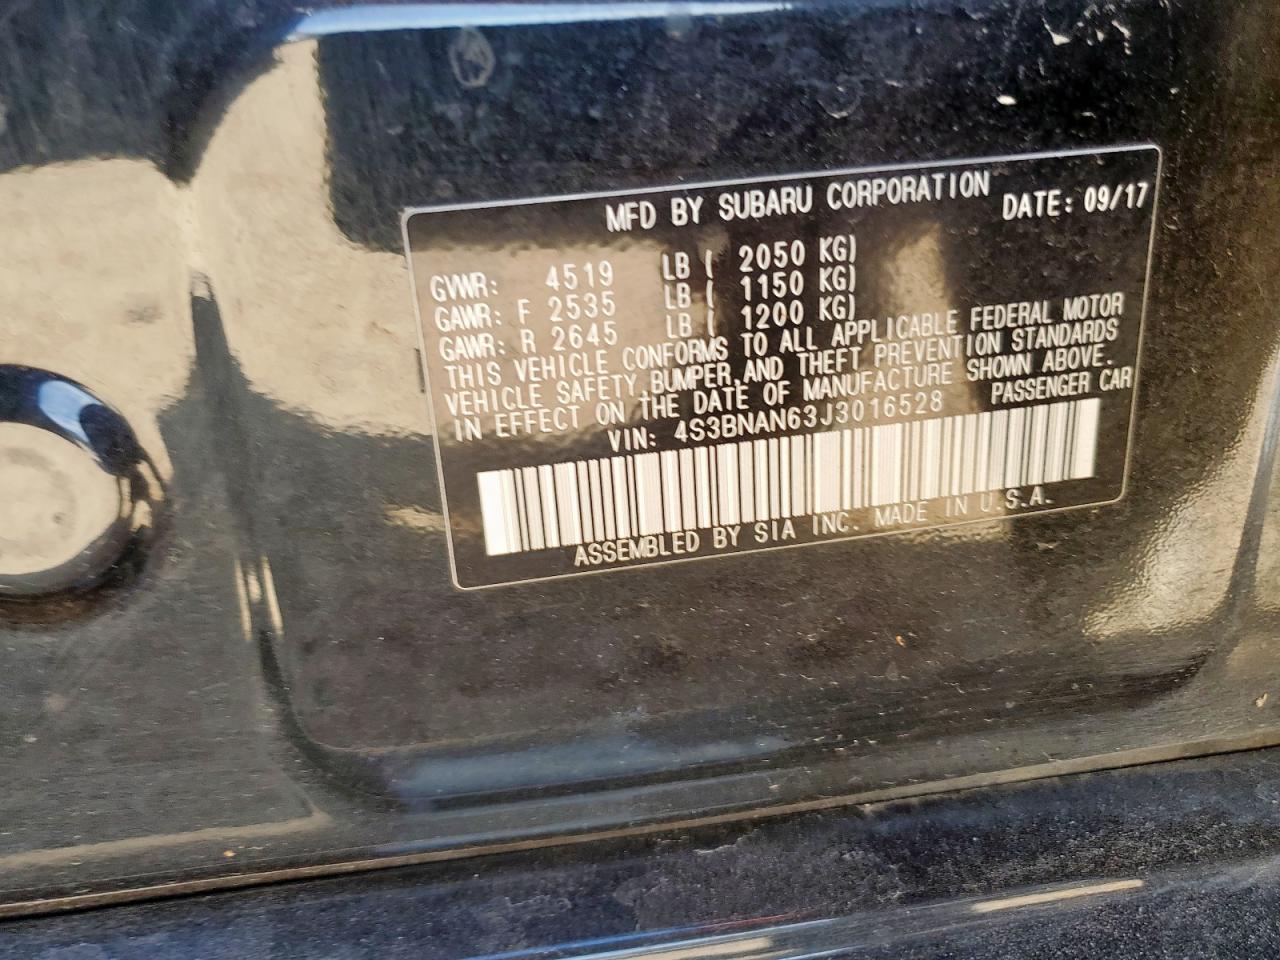 MFD BY SUBARU CORPORATION DATE: 09/17
GVWR: 4519 LB ( 2050 KG)
GAWR: F 2535 LB ( 1150 KG)
GAWR: R 2645 LB ( 1200 KG)
THIS VEHICLE CONFORMS TO ALL APPLICABLE FEDERAL MOTOR
VEHICLE SAFETY, BUMPER, AND THEFT PREVENTION STANDARDS
IN EFFECT ON THE DATE OF MANUFACTURE SHOWN ABOVE.
VIN: 4S3BNAN63J3016528 PASSENGER CAR
ASSEMBLED BY SIA INC. MADE IN U.S.A.